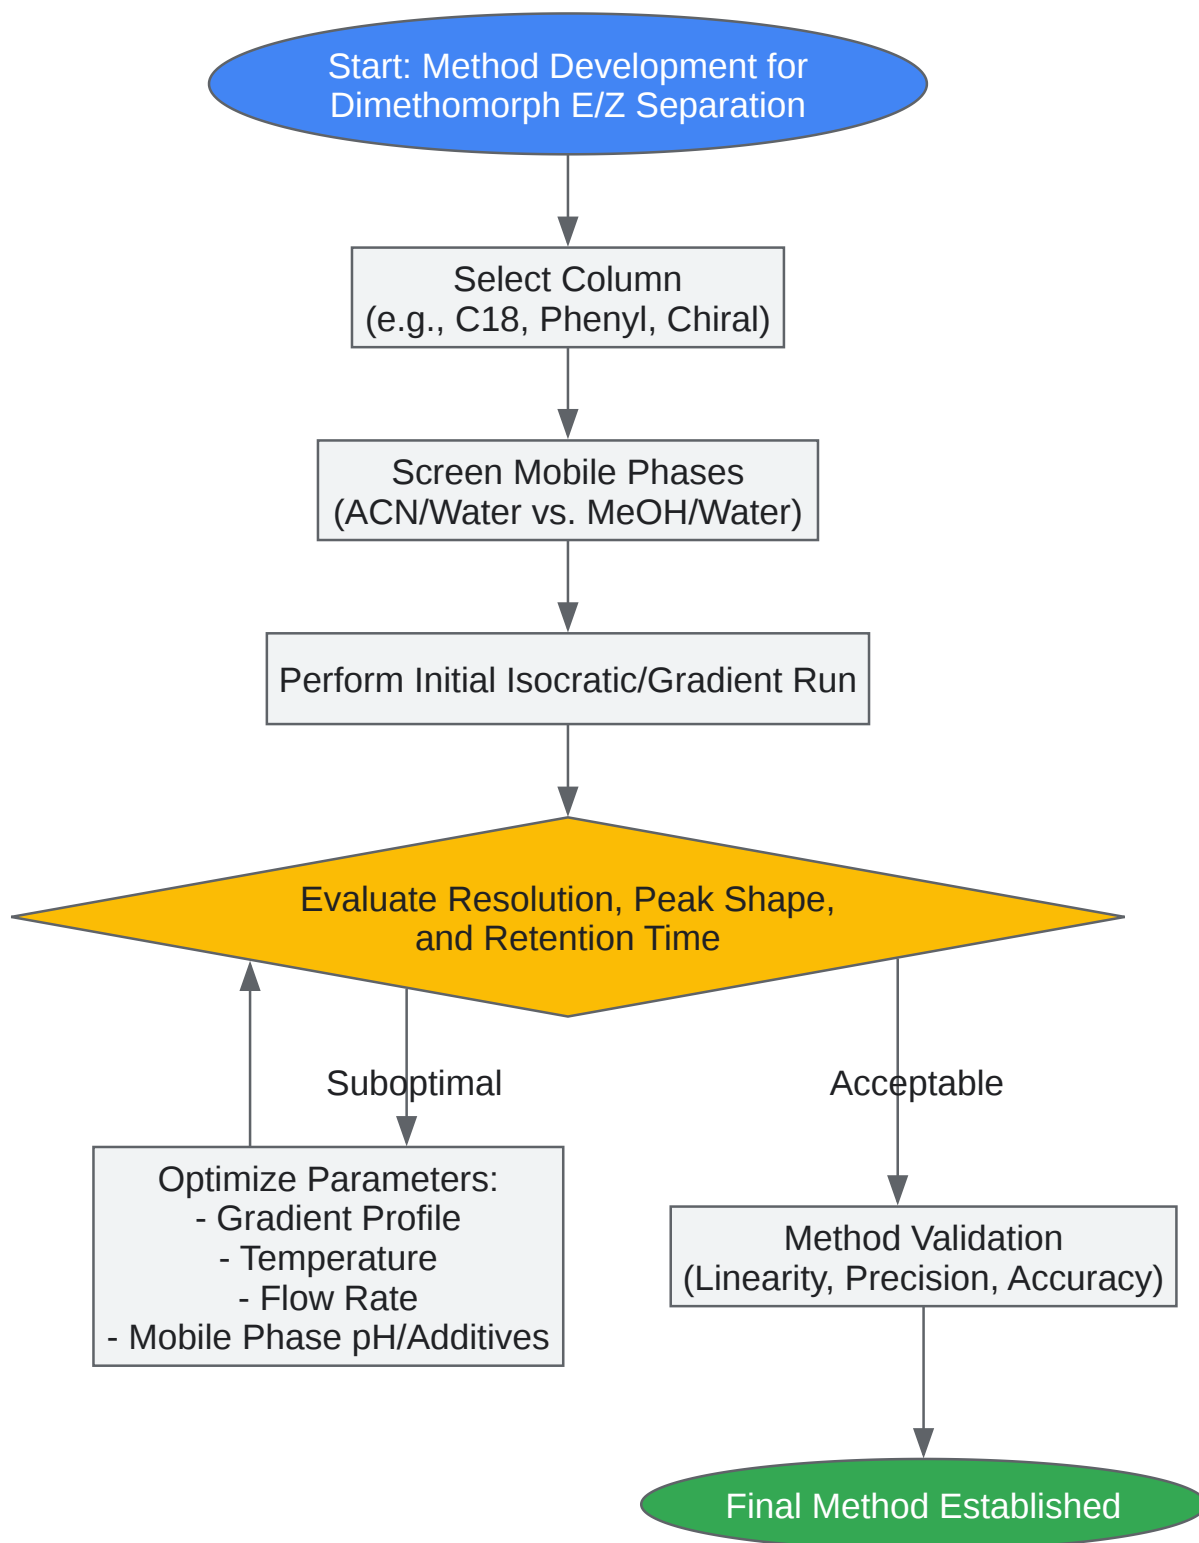 Start: Method Development for
Dimethomorph E/Z Separation
Select Column
(e.g., C18, Phenyl, Chiral)
Screen Mobile Phases
(ACN/Water vs. MeOH/Water)
Perform Initial Isocratic/Gradient Run
Evaluate Resolution, Peak Shape,
and Retention Time
Suboptimal
Acceptable
Optimize Parameters:
- Gradient Profile
- Temperature
- Flow Rate
- Mobile Phase pH/Additives
Method Validation
(Linearity, Precision, Accuracy)
Final Method Established